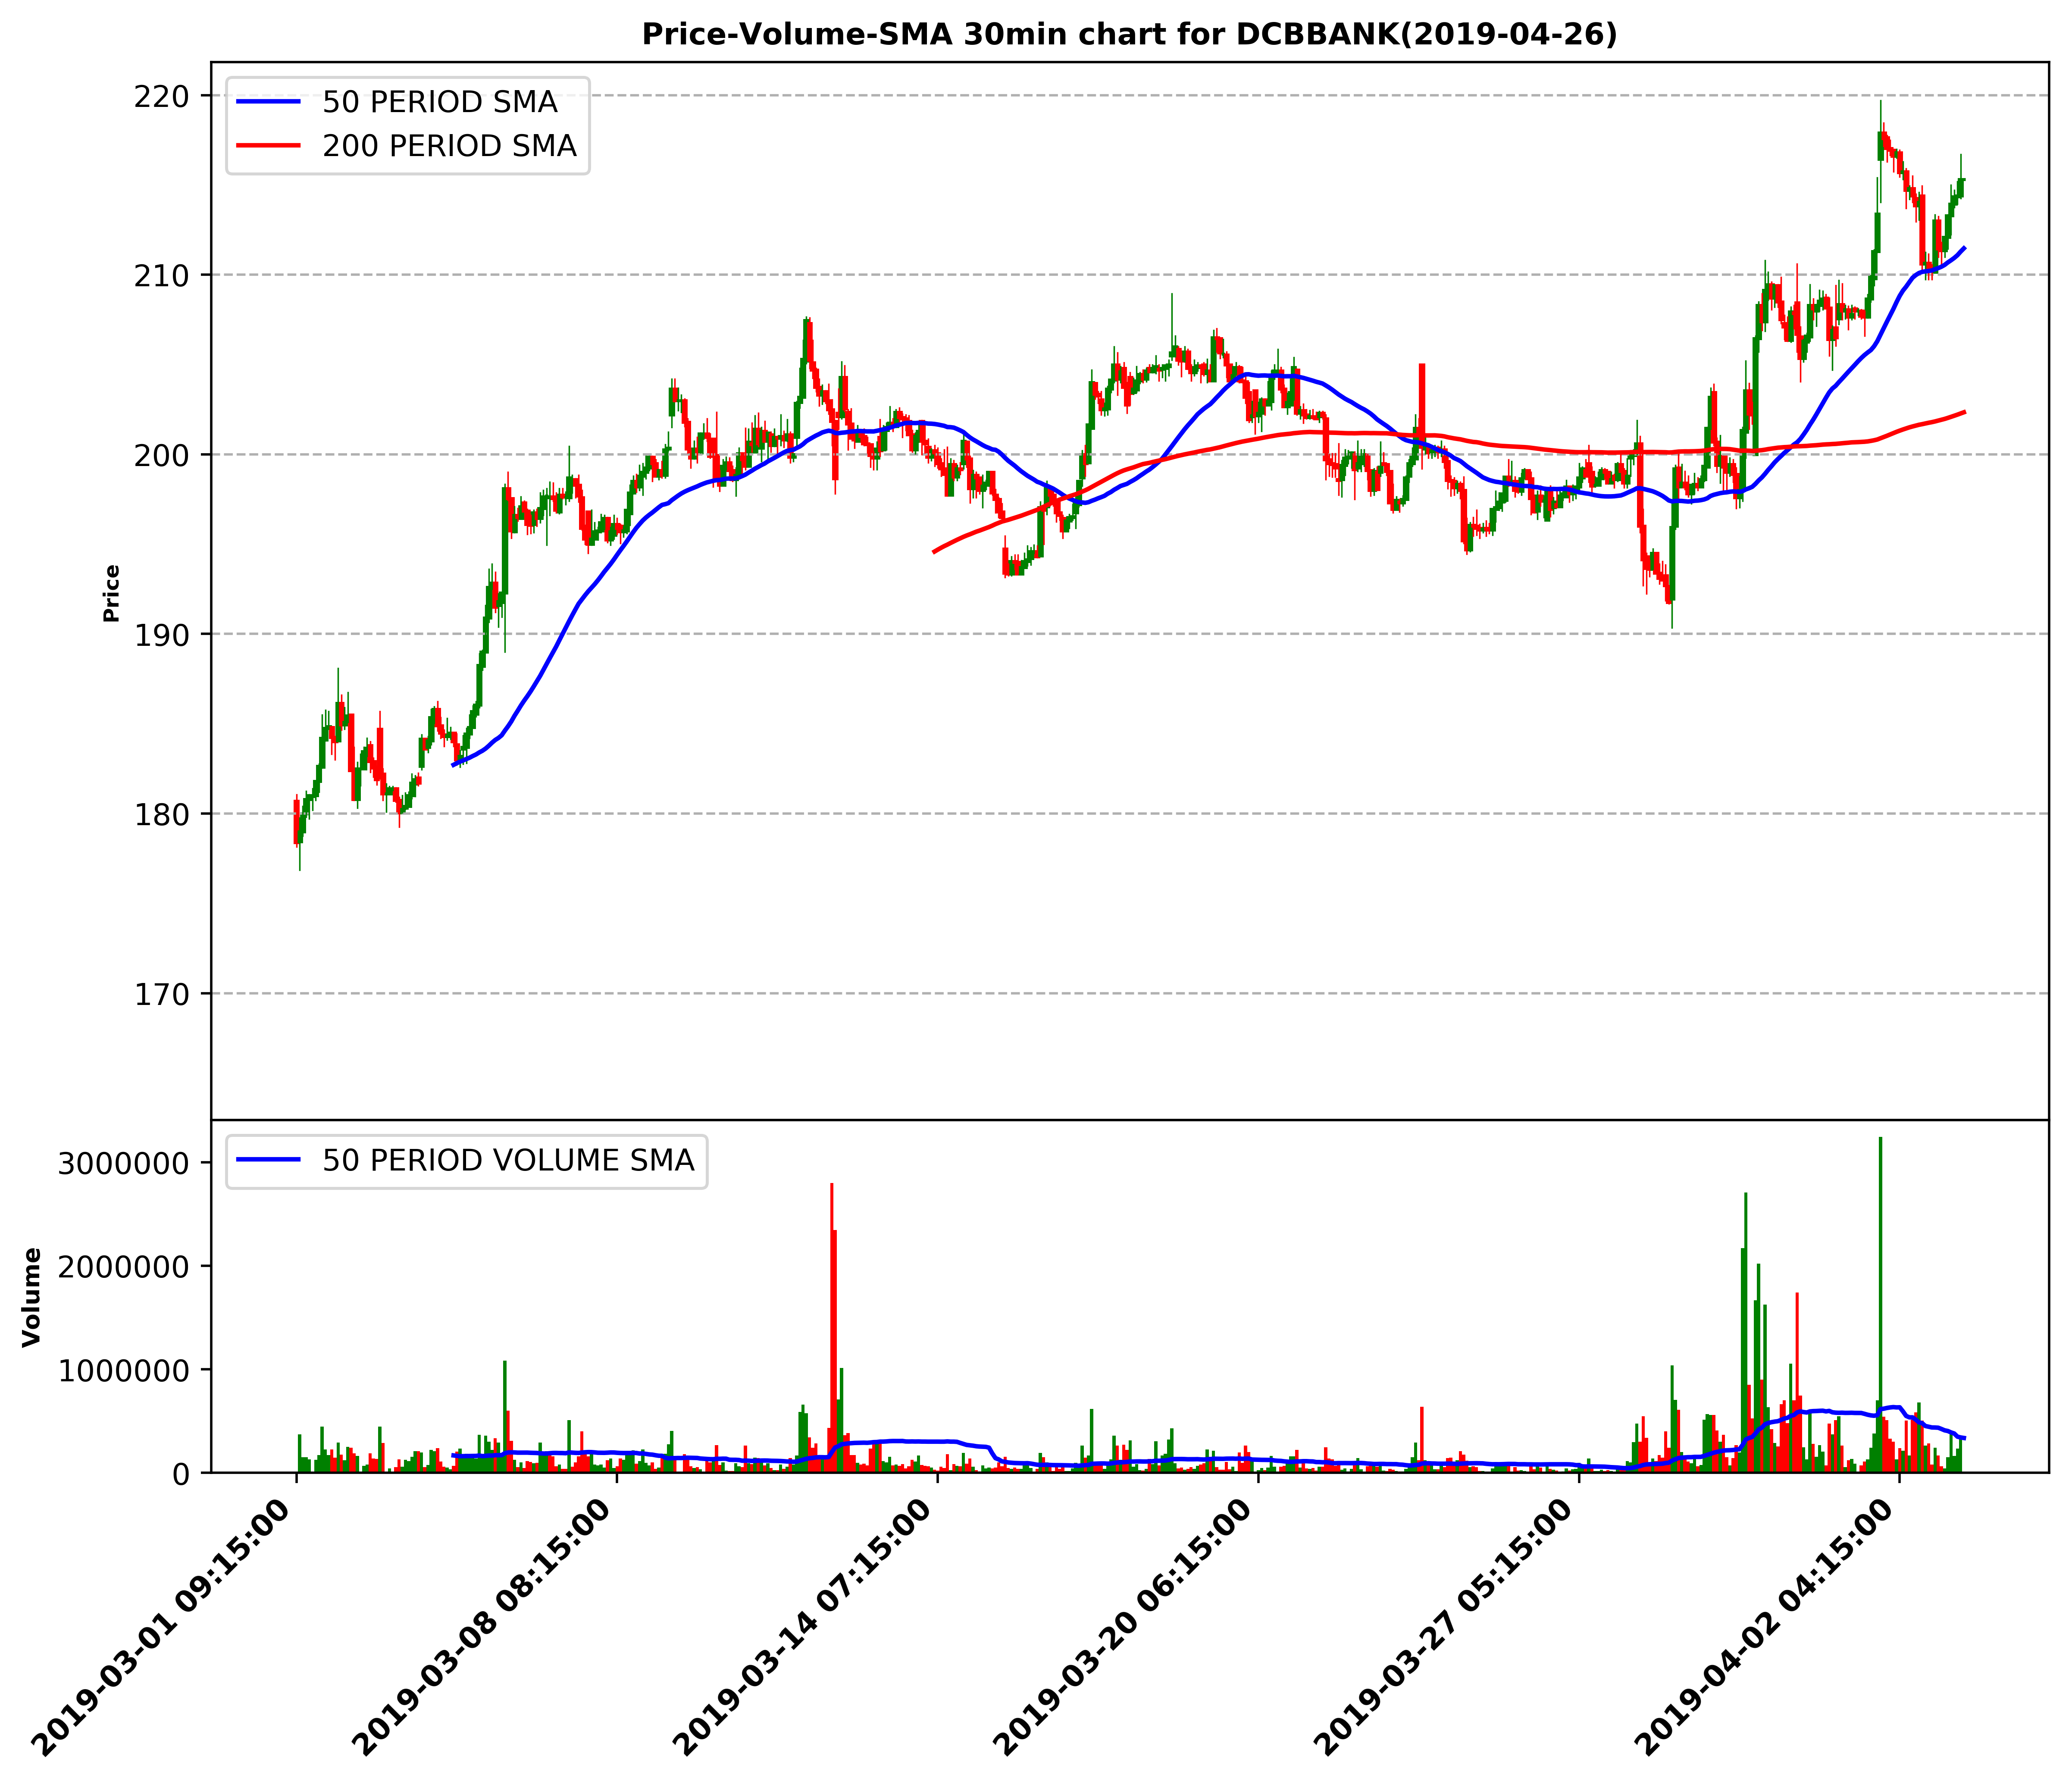 Price-Volume-SMA 30min chart for DCBBANK(2019-04-26)
50 PERIOD SMA
200 PERIOD SMA
220
210
200
190
180
170
Price
50 PERIOD VOLUME SMA
3000000
2000000
1000000
0
Volume
2019-03-01 09:15:00
2019-03-08 08:15:00
2019-03-14 07:15:00
2019-03-20 06:15:00
2019-03-27 05:15:00
2019-04-02 04:15:00